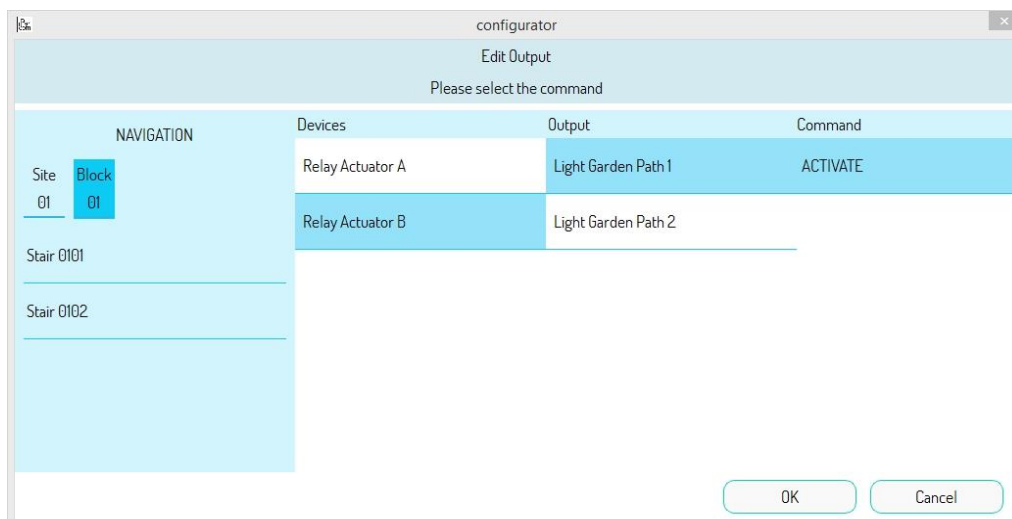 configurator
Edit Output
Please select the command
NAVIGATION
Site Block
01 01
Stair 0101
Stair 0102
Devices Output Command
Relay Actuator A Light Garden Path 1 ACTIVATE
Relay Actuator B Light Garden Path 2
OK Cancel